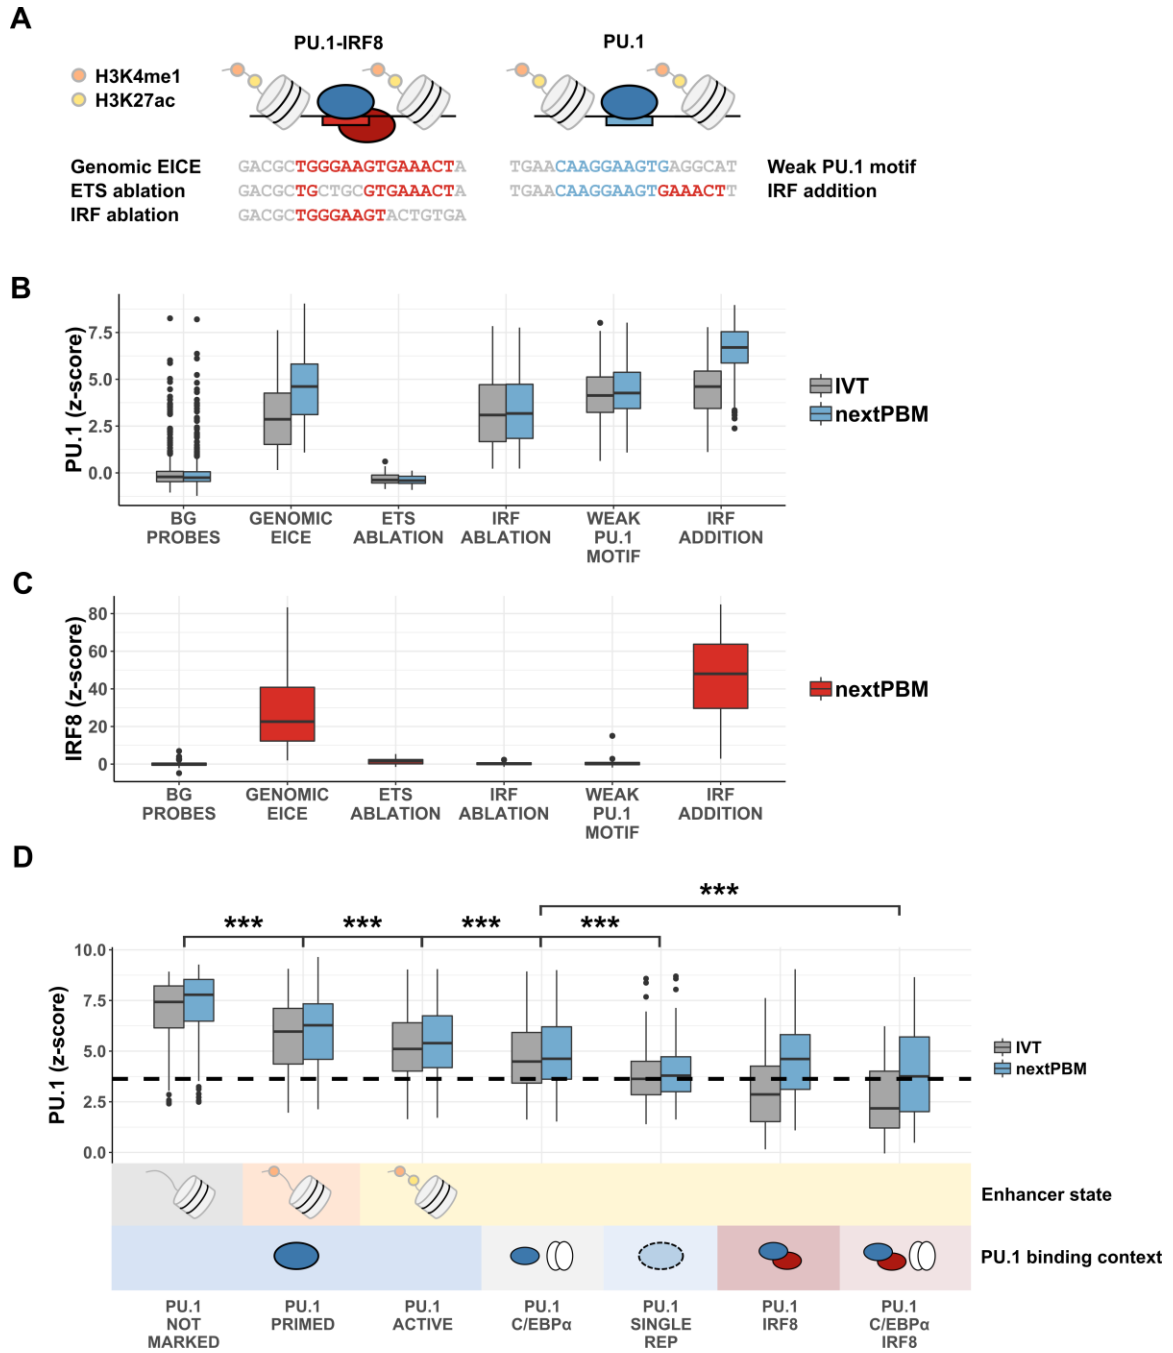 A
PU.1-IRF8
PU.1
H3K4me1
H3K27ac
Genomic EICE
GACGCTGGGAAGTGAAACTA
TGAACAAGGAAGTGAGGCAT
Weak PU.1 motif
ETS ablation
GACGCTGCTGCGTGAAACTA
TGAACAAGGAAGTGAAACTT
IRF addition
IRF ablation
GACGCTGGGAAGTACTGTGA
B
PU.1 (z-score)
7.5
5.0
2.5
0.0
BG
PROBES
GENOMIC
EICE
ETS
ABLATION
IRF
ABLATION
WEAK
PU.1
MOTIF
IRF
ADDITION
IVT
nextPBM
C
IRF8 (z-score)
80
60
40
20
0
BG
PROBES
GENOMIC
EICE
ETS
ABLATION
IRF
ABLATION
WEAK
PU.1
MOTIF
IRF
ADDITION
nextPBM
D
***
***
***
***
***
PU.1 (z-score)
10.0
7.5
5.0
2.5
0.0
IVT
nextPBM
Enhancer state
PU.1 binding context
PU.1
NOT
MARKED
PU.1
PRIMED
PU.1
ACTIVE
PU.1
C/EBPα
PU.1
SINGLE
REP
PU.1
IRF8
PU.1
C/EBPα
IRF8